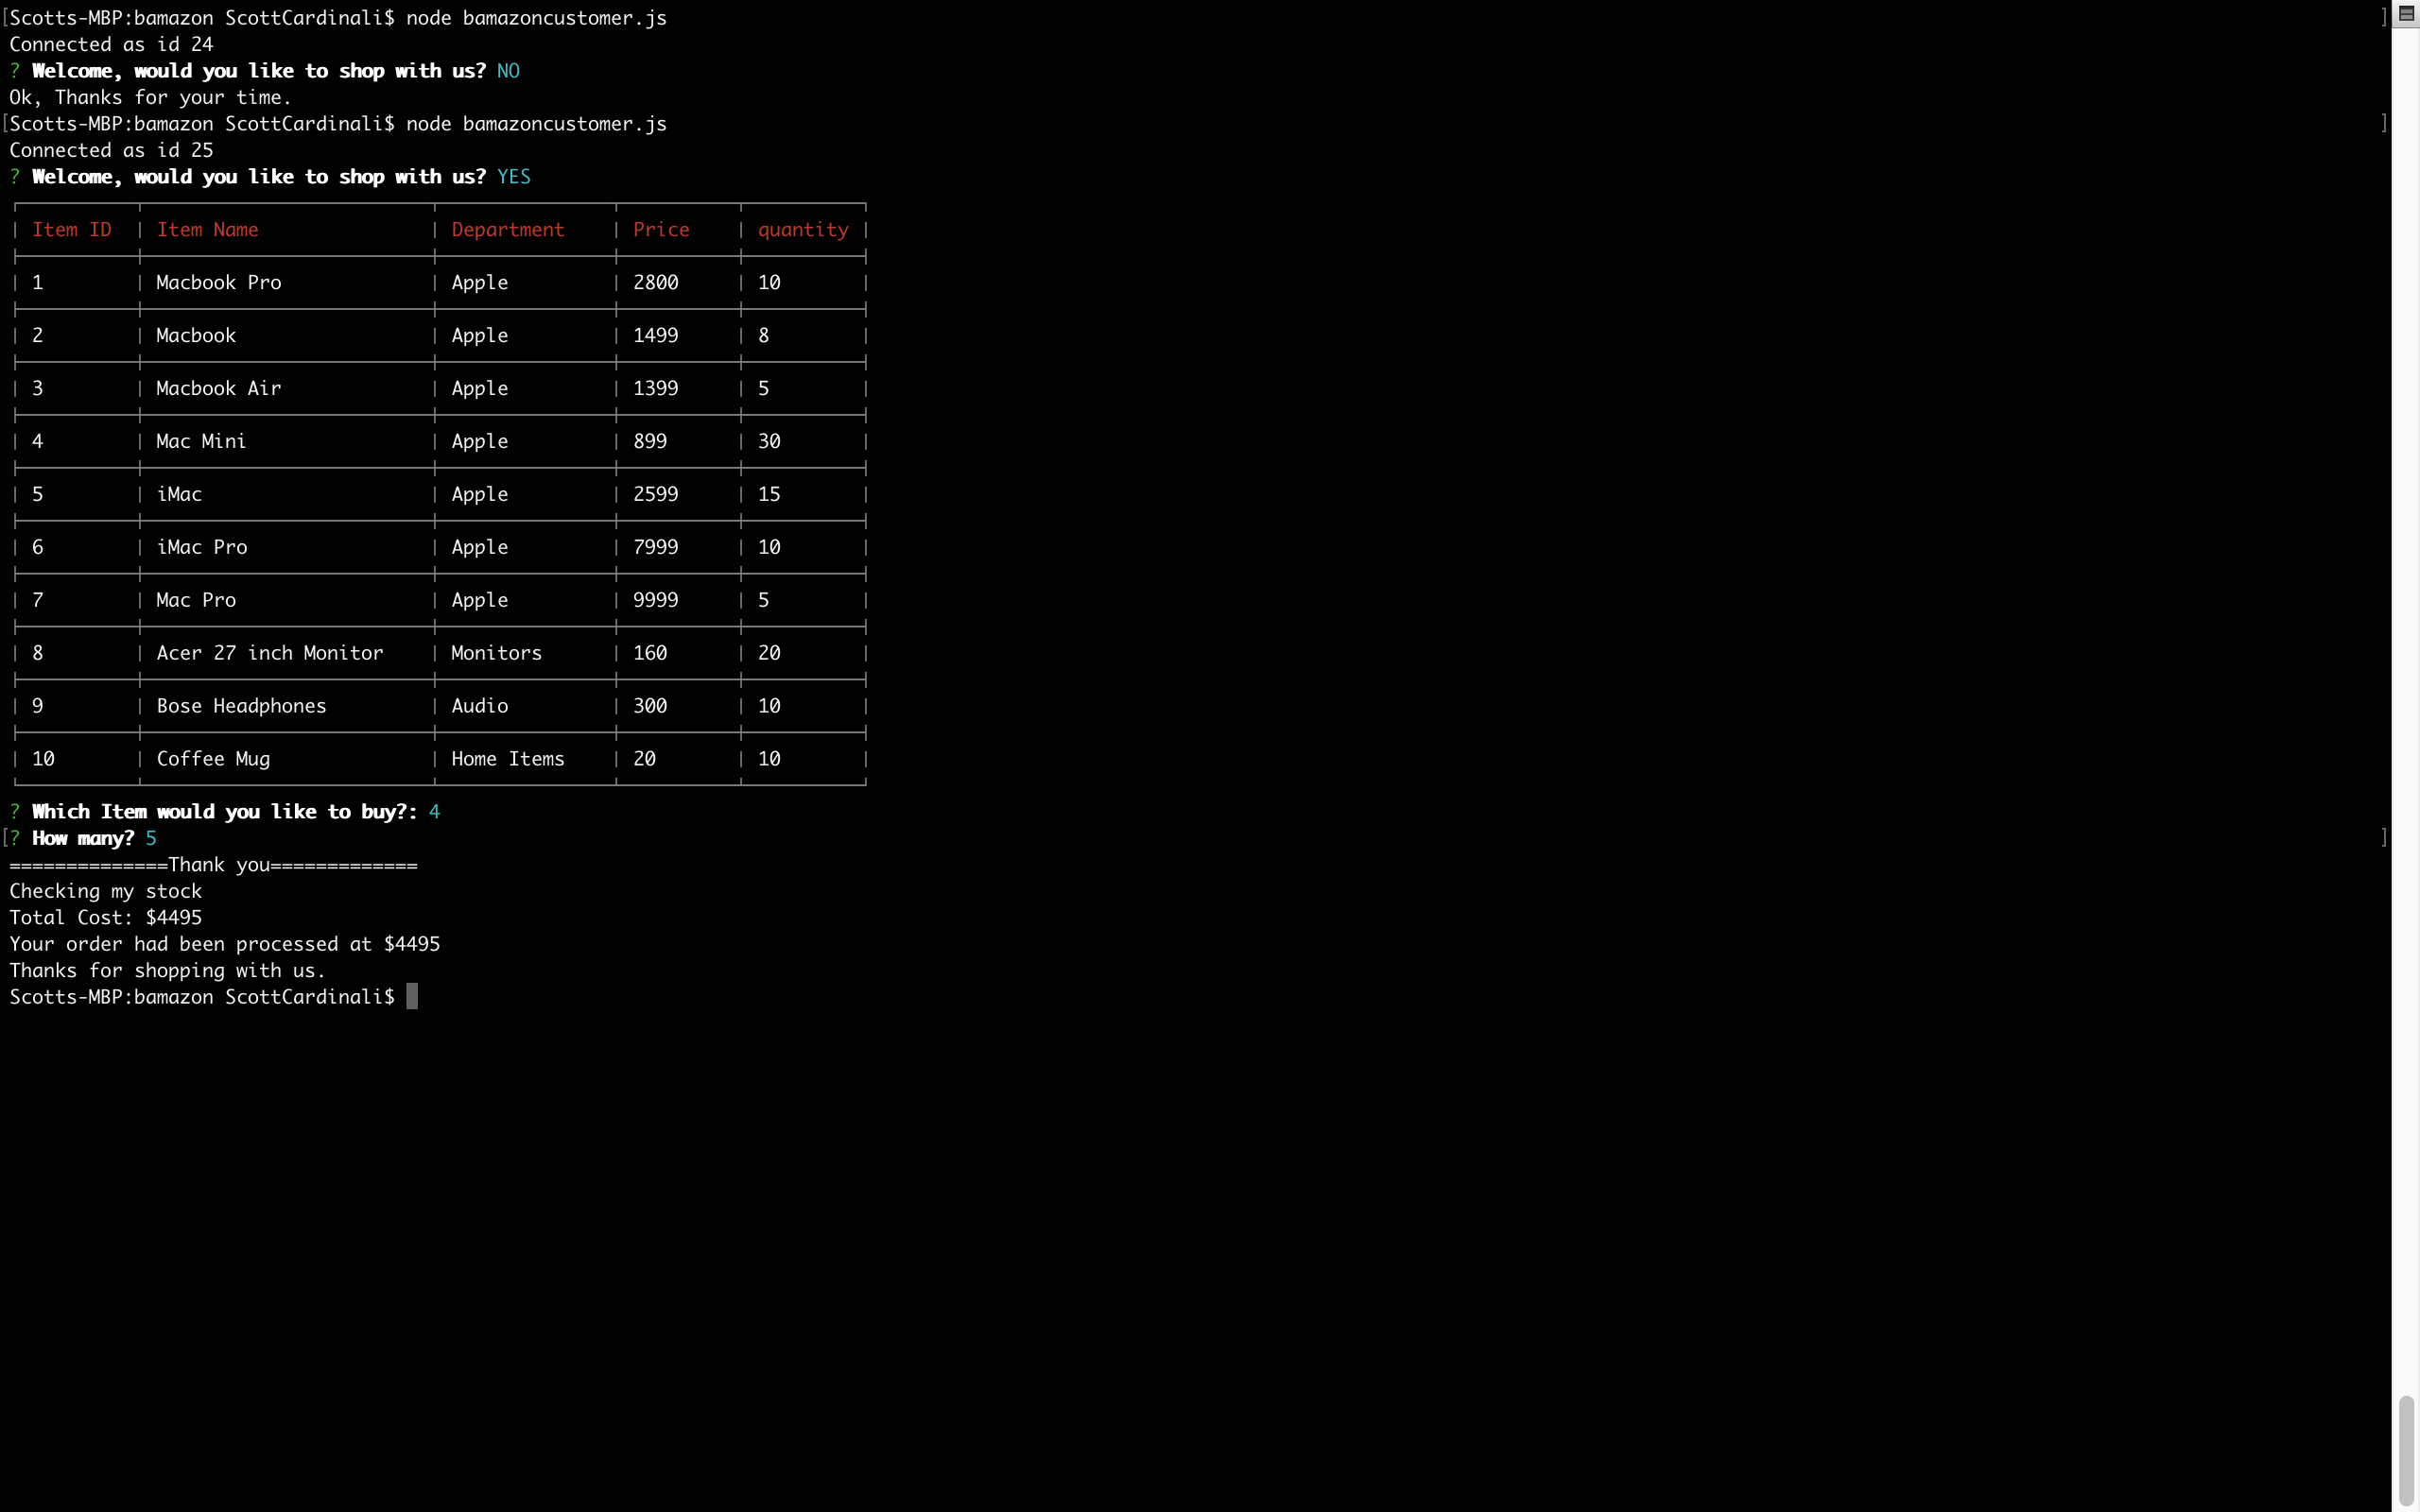 [Scotts-MBP:bamazon ScottCardinali$ node bamazoncustomer.js ]
Connected as id 24
? Welcome, would you like to shop with us? NO
Ok, Thanks for your time.
[Scotts-MBP:bamazon ScottCardinali$ node bamazoncustomer.js ]
Connected as id 25
? Welcome, would you like to shop with us? YES
| Item ID | Item Name | Department | Price | quantity |
| 1 | Macbook Pro | Apple | 2800 | 10 |
| 2 | Macbook | Apple | 1499 | 8 |
| 3 | Macbook Air | Apple | 1399 | 5 |
| 4 | Mac Mini | Apple | 899 | 30 |
| 5 | iMac | Apple | 2599 | 15 |
| 6 | iMac Pro | Apple | 7999 | 10 |
| 7 | Mac Pro | Apple | 9999 | 5 |
| 8 | Acer 27 inch Monitor | Monitors | 160 | 20 |
| 9 | Bose Headphones | Audio | 300 | 10 |
| 10 | Coffee Mug | Home Items | 20 | 10 |
? Which Item would you like to buy?: 4
[? How many? 5 ]
==============Thank you=============
Checking my stock
Total Cost: $4495
Your order had been processed at $4495
Thanks for shopping with us.
Scotts-MBP:bamazon ScottCardinali$